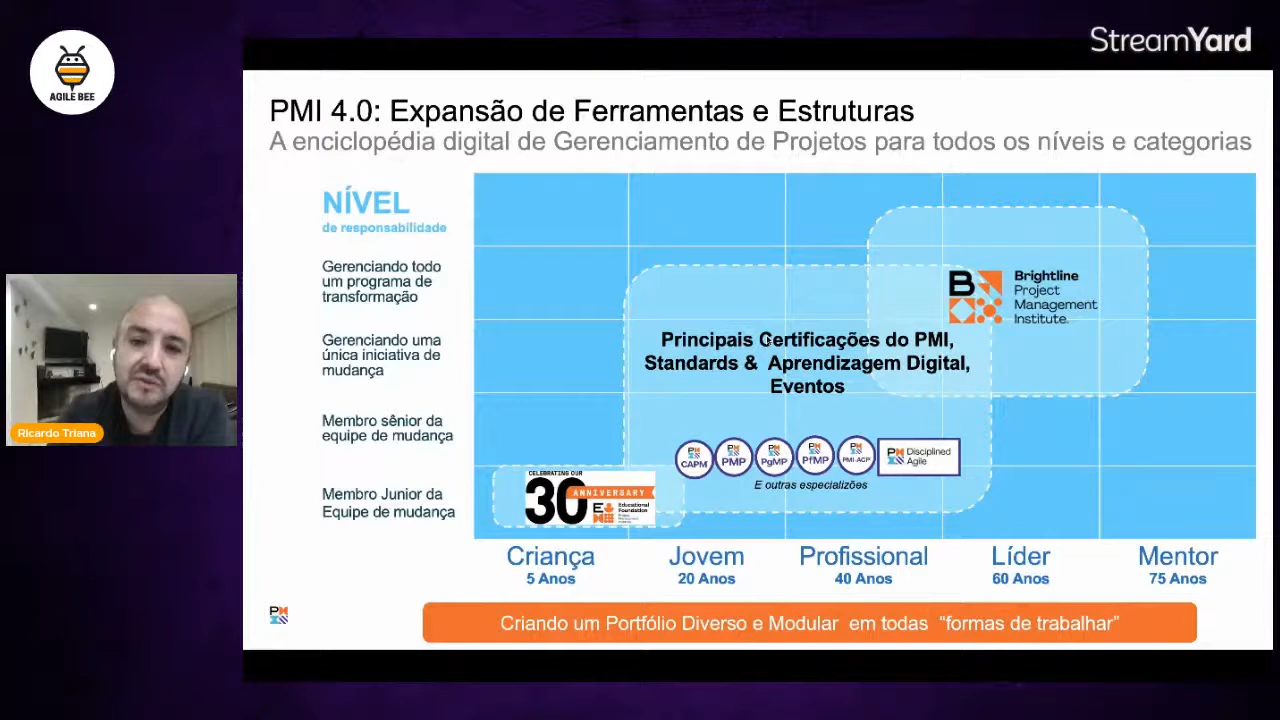 AGILE BEE
StreamYard
PMI 4.0: Expansão de Ferramentas e Estruturas
A enciclopédia digital de Gerenciamento de Projetos para todos os níveis e categorias
NÍVEL
de responsabilidade
Gerenciando todo
um programa de
transformação
Gerenciando uma
única iniciativa de
mudança
Membro sênior da
equipe de mudança
Membro Junior da
Equipe de mudança
Brightline
Project
Management
Institute.
Principais Certificações do PMI,
Standards & Aprendizagem Digital,
Eventos
CAPM
PMP
PgMP
PfMP
PMI-ACP
Disciplined
Agile
E outras especializões
CELEBRATING OUR
30 ANNIVERSARY
Educational
Foundation
Criança
5 Anos
Jovem
20 Anos
Profissional
40 Anos
Líder
60 Anos
Mentor
75 Anos
Criando um Portfólio Diverso e Modular em todas “formas de trabalhar”
Ricardo Triana